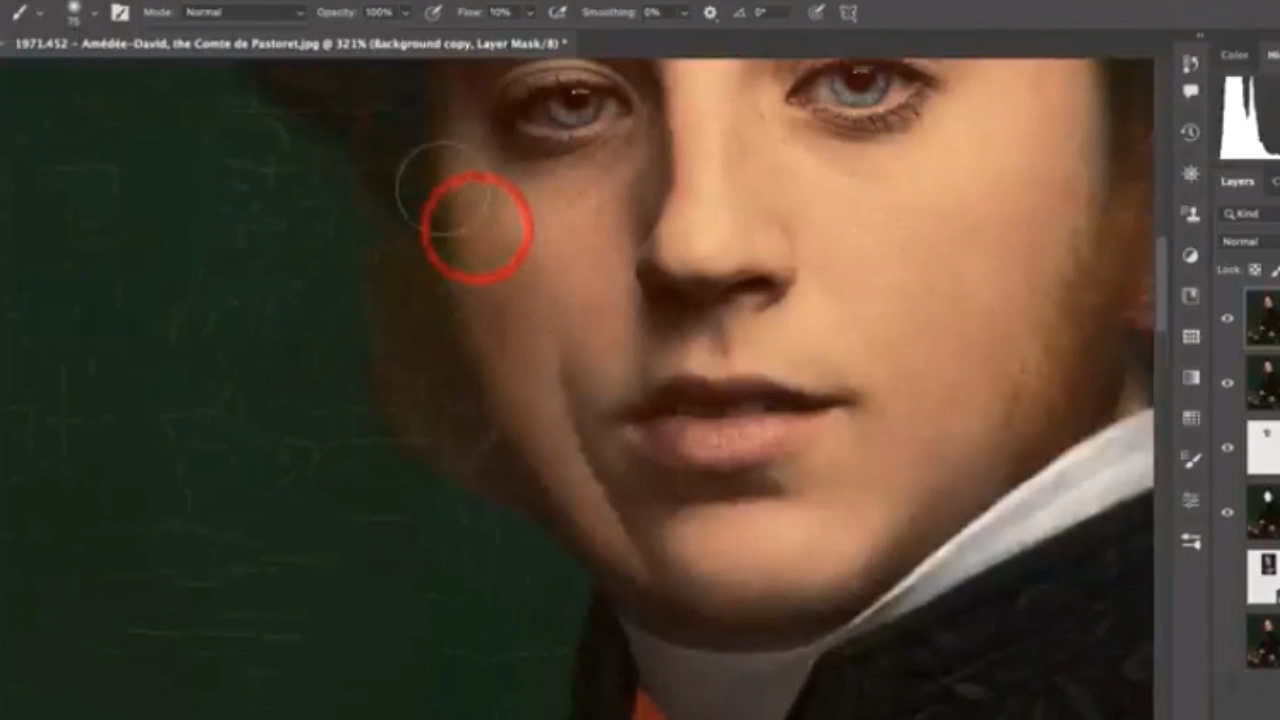 75 Mode: Normal Opacity: 100% Flow: 10% Smoothing: 0% 0°
1971.452 - Amédée-David, the Comte de Pastoret.jpg @ 321% (Background copy, Layer Mask/8) *
Color
Layers
Kind
Normal
Lock: